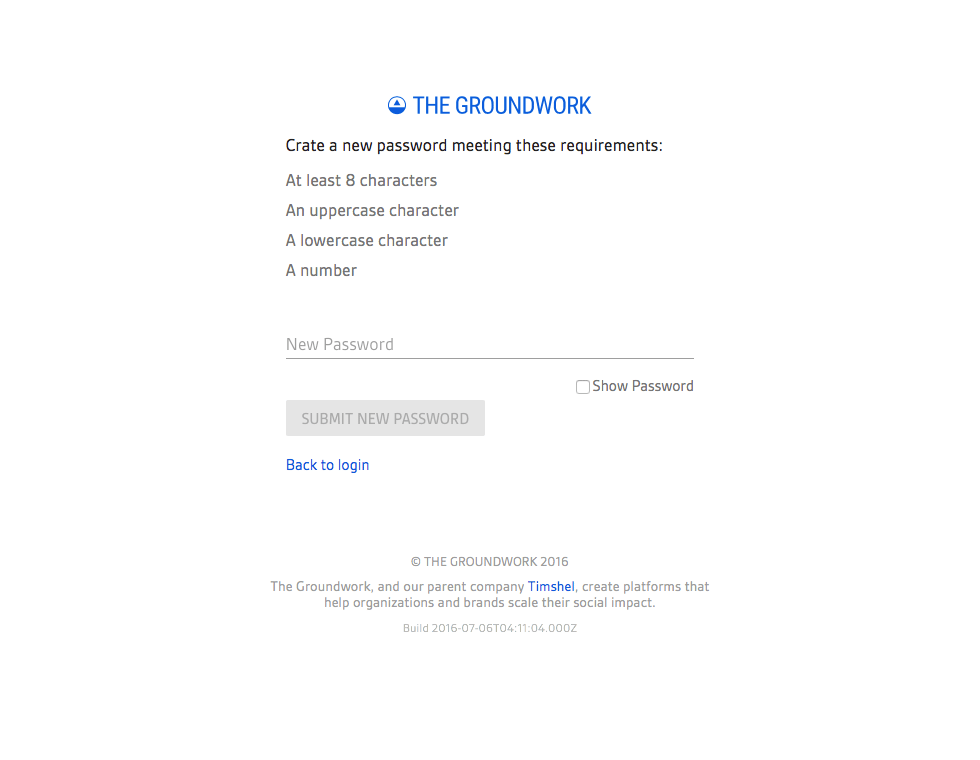 THE GROUNDWORK
Crate a new password meeting these requirements:
At least 8 characters
An uppercase character
A lowercase character
A number
New Password
Show Password
SUBMIT NEW PASSWORD
Back to login
© THE GROUNDWORK 2016
The Groundwork, and our parent company Timshel, create platforms that
help organizations and brands scale their social impact.
Build 2016-07-06T04:11:04.000Z